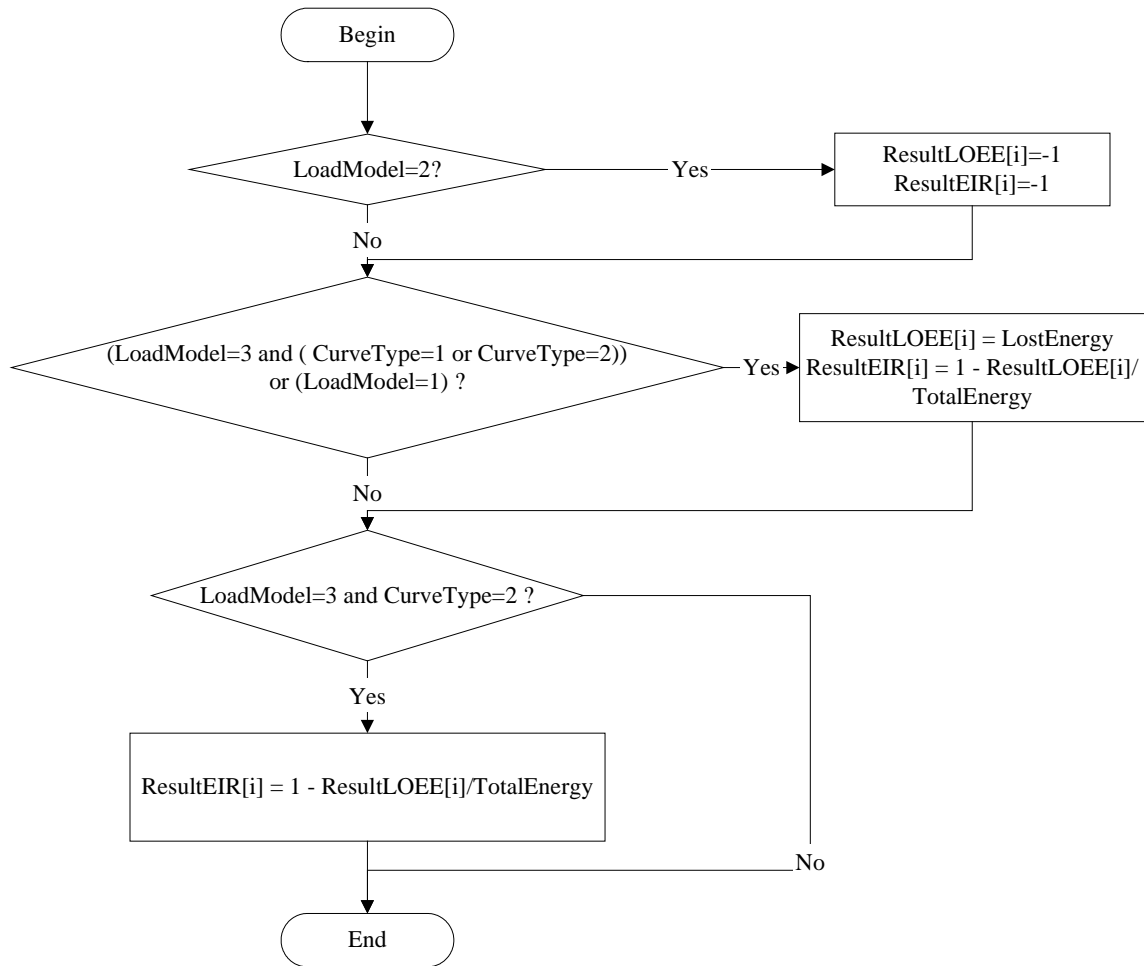 Begin
LoadModel=2?
Yes
ResultLOEE[i]=-1
ResultEIR[i]=-1
No
(LoadModel=3 and ( CurveType=1 or CurveType=2))
or (LoadModel=1) ?
Yes
ResultLOEE[i] = LostEnergy
ResultEIR[i] = 1 - ResultLOEE[i]/
TotalEnergy
No
LoadModel=3 and CurveType=2 ?
Yes
ResultEIR[i] = 1 - ResultLOEE[i]/TotalEnergy
No
End